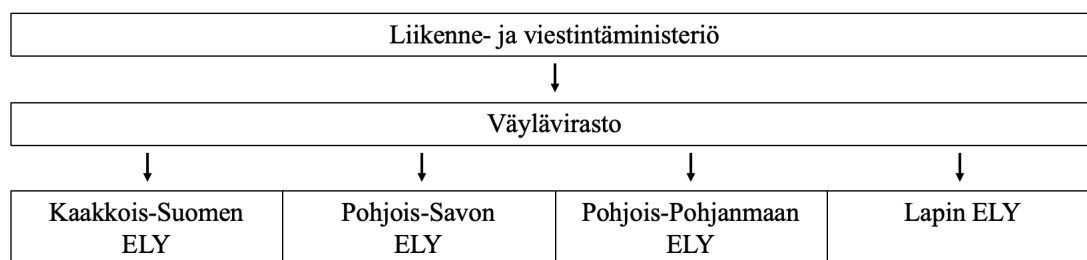 Liikenne- ja viestintäministeriö
Väylävirasto
Kaakkois-Suomen
ELY
Pohjois-Savon
ELY
Pohjois-Pohjanmaan
ELY
Lapin ELY